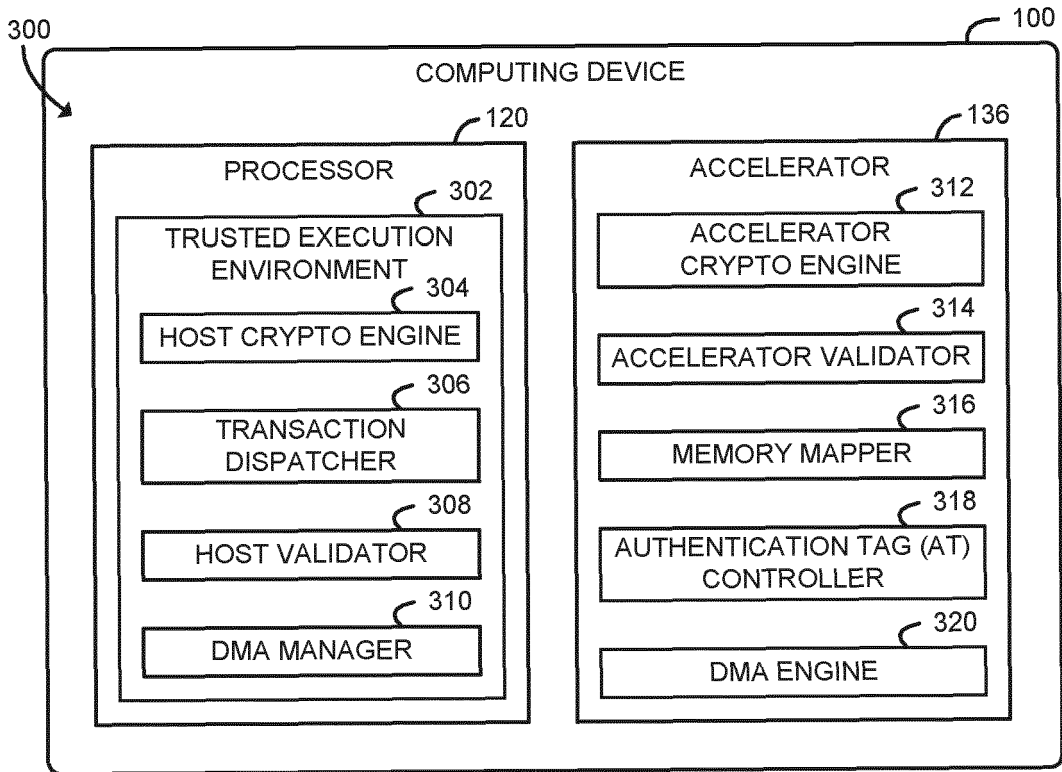 300
100
COMPUTING DEVICE
120
PROCESSOR
302
TRUSTED EXECUTION
ENVIRONMENT
304
HOST CRYPTO ENGINE
306
TRANSACTION
DISPATCHER
308
HOST VALIDATOR
310
DMA MANAGER
136
ACCELERATOR
312
ACCELERATOR
CRYPTO ENGINE
314
ACCELERATOR VALIDATOR
316
MEMORY MAPPER
318
AUTHENTICATION TAG (AT)
CONTROLLER
320
DMA ENGINE